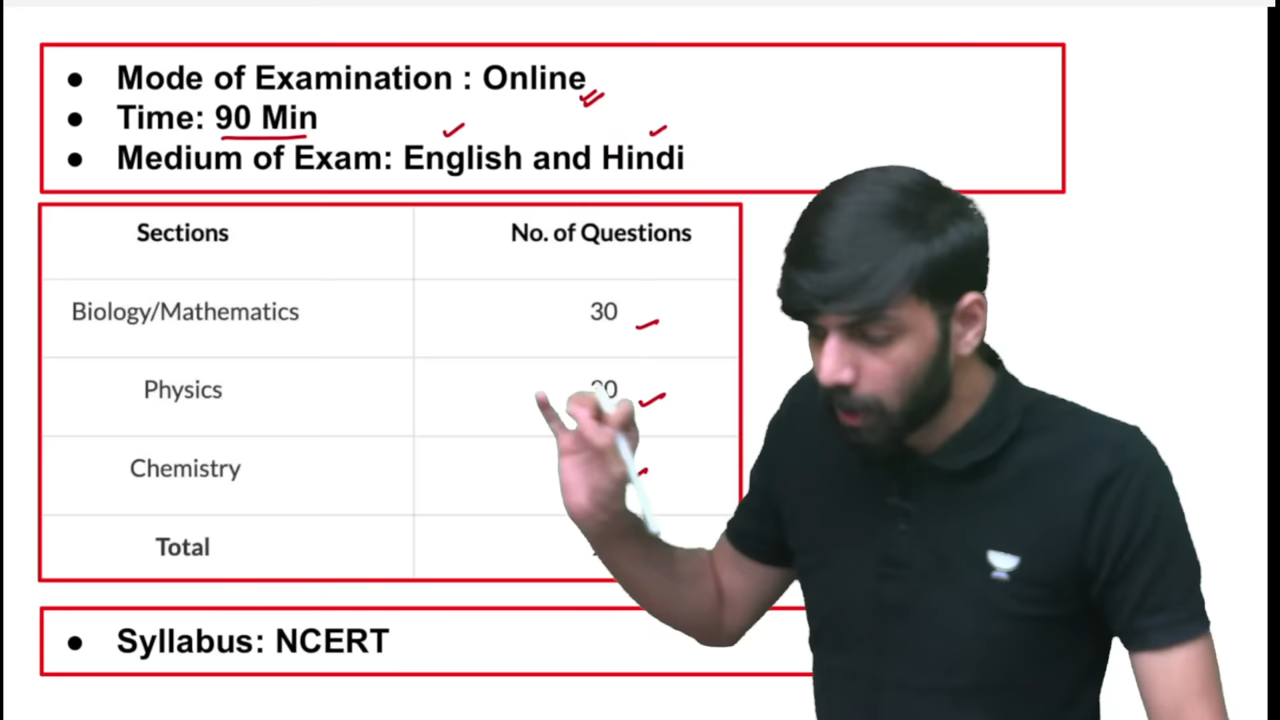 ● Mode of Examination : Online
● Time: 90 Min
● Medium of Exam: English and Hindi
Sections No. of Questions
Biology/Mathematics 30
Physics
Chemistry
Total
● Syllabus: NCERT